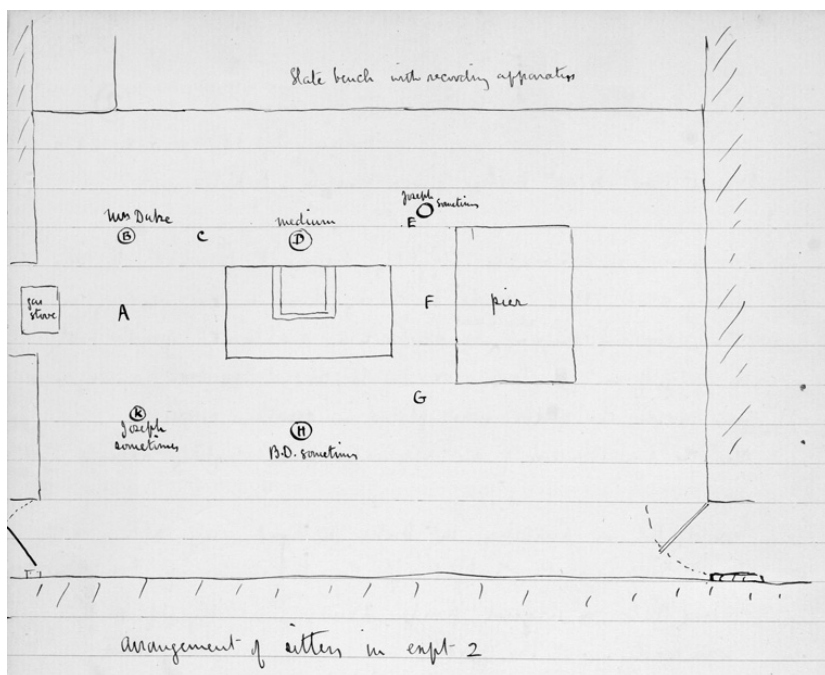 Slate bench with recording apparatus
Joseph
sometimes
E
Mrs Duke
medium
B
C
D
gas
stove
A
F
pier
G
K
Joseph
sometimes
H
B.D. sometimes
arrangement of sitters in expt 2